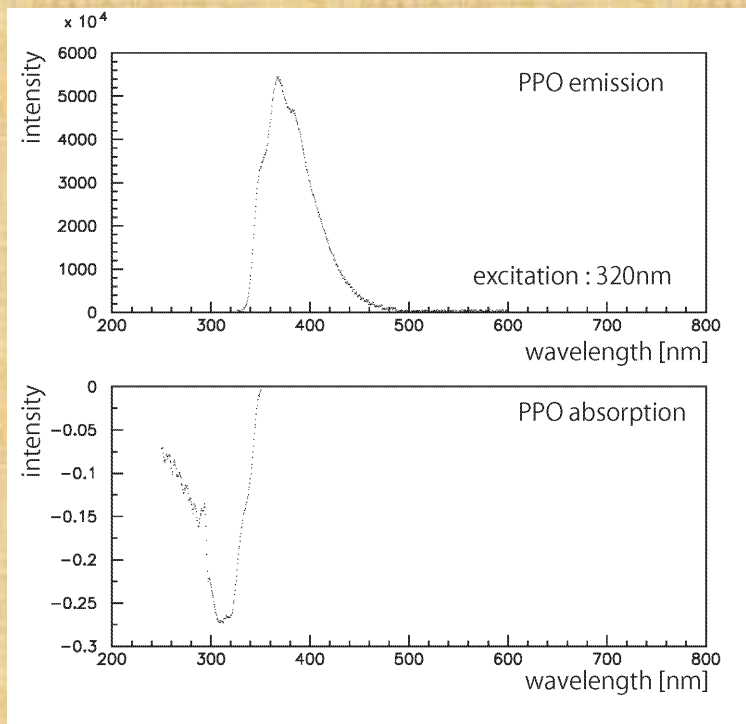 x 10⁴
intensity
6000
5000
4000
3000
2000
1000
0
PPO emission
excitation : 320nm
200 300 400 500 600 700 800
wavelength [nm]
intensity
0
-0.05
-0.1
-0.15
-0.2
-0.25
-0.3
PPO absorption
200 300 400 500 600 700 800
wavelength [nm]